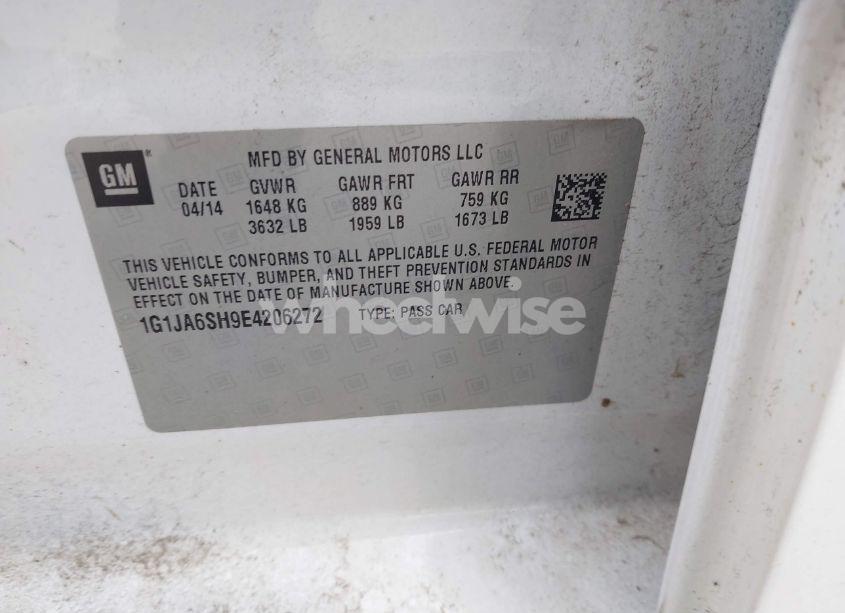 GM
MFD BY GENERAL MOTORS LLC
DATE GVWR GAWR FRT GAWR RR
04/14 1648 KG 889 KG 759 KG
3632 LB 1959 LB 1673 LB
THIS VEHICLE CONFORMS TO ALL APPLICABLE U.S. FEDERAL MOTOR
VEHICLE SAFETY, BUMPER, AND THEFT PREVENTION STANDARDS IN
EFFECT ON THE DATE OF MANUFACTURE SHOWN ABOVE.
1G1JA6SH9E4206272 TYPE: PASS CAR
wheelwise